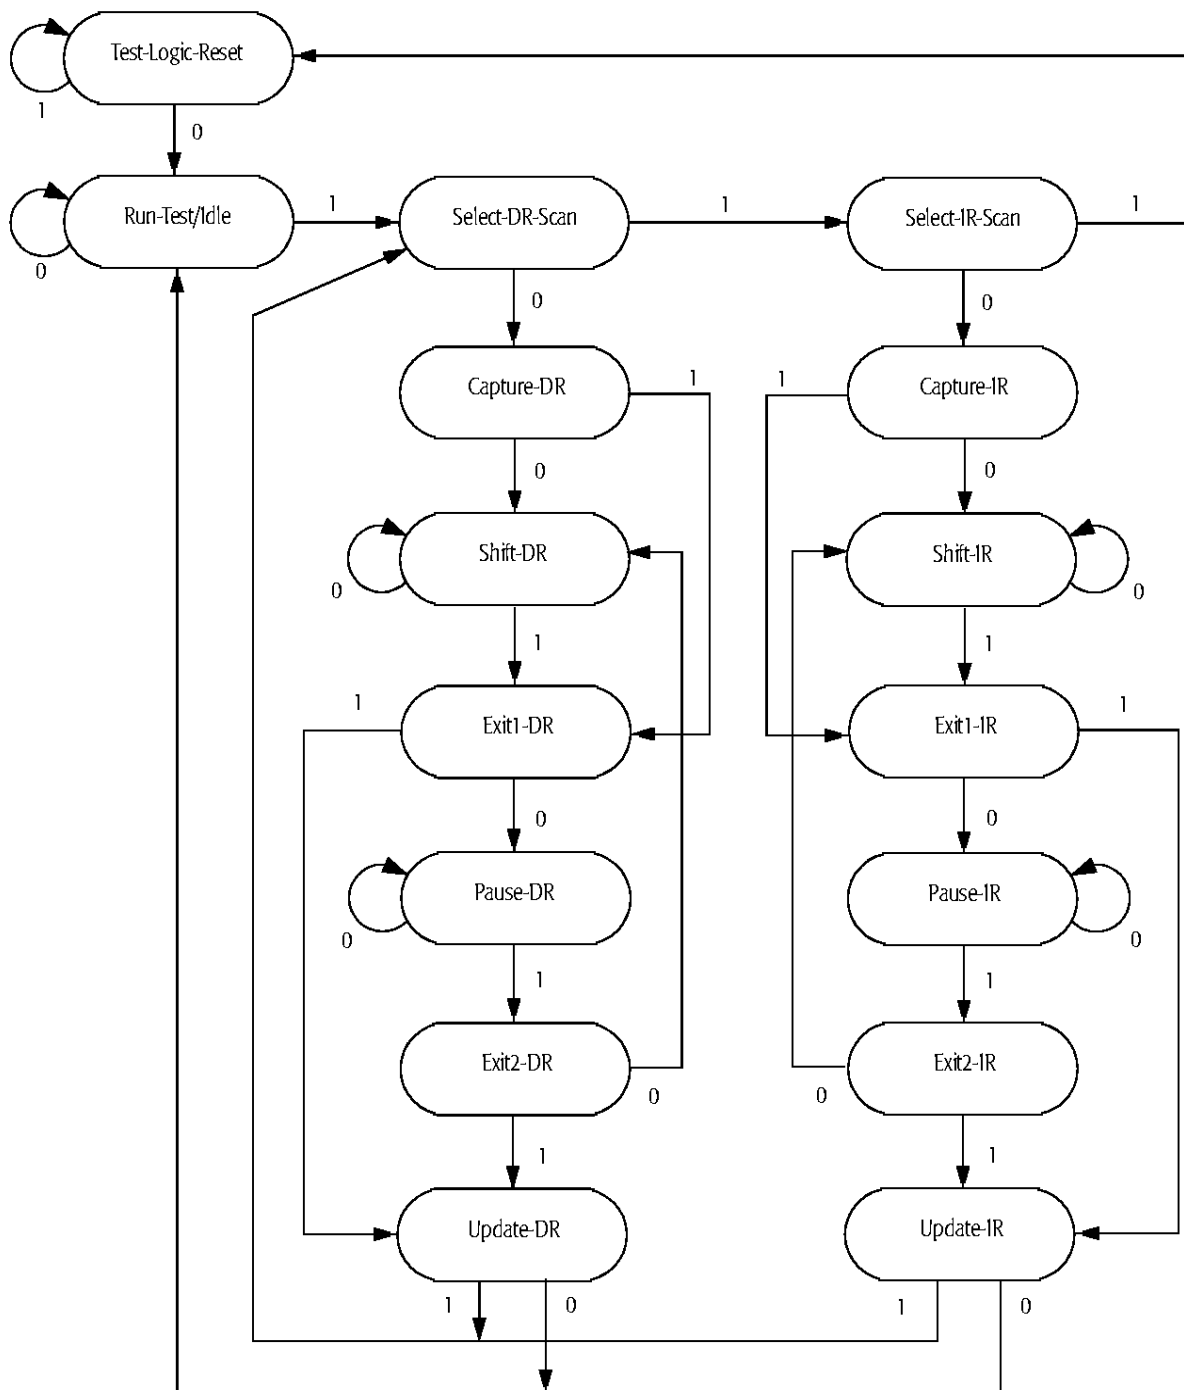 Test-Logic-Reset
1
0
Run-Test/Idle
1
Select-DR-Scan
1
Select-IR-Scan
1
0
0
0
Capture-DR
1
1
Capture-IR
0
0
Shift-DR
Shift-IR
0
0
1
1
1
Exit1-DR
Exit1-IR
1
0
0
Pause-DR
Pause-IR
0
0
1
1
Exit2-DR
Exit2-IR
0
0
1
1
Update-DR
Update-IR
1
0
1
0